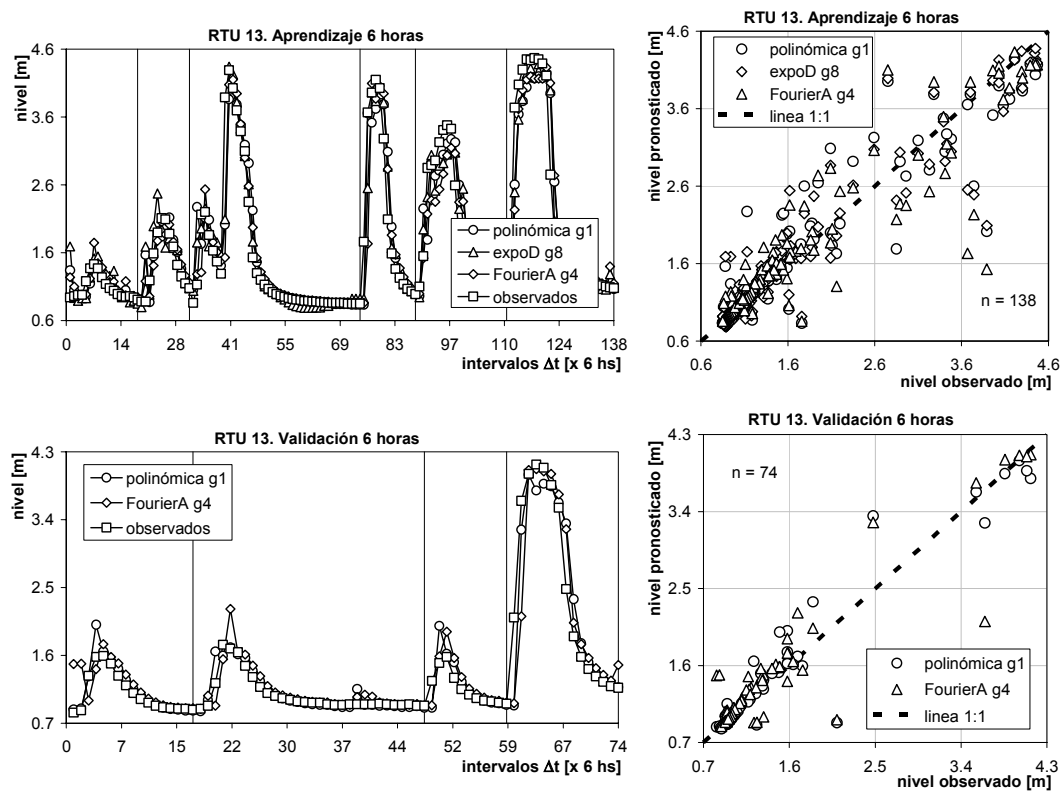 RTU 13. Aprendizaje 6 horas
nivel [m]
4.6
3.6
2.6
1.6
0.6
polinómica g1
expoD g8
FourierA g4
observados
0 14 28 41 55 69 83 97 110 124 138
intervalos Δt [x 6 hs]
RTU 13. Aprendizaje 6 horas
nivel pronosticado [m]
4.6
3.6
2.6
1.6
0.6
polinómica g1
expoD g8
FourierA g4
linea 1:1
n = 138
0.6 1.6 2.6 3.6 4.6
nivel observado [m]
RTU 13. Validación 6 horas
nivel [m]
4.3
3.4
2.5
1.6
0.7
polinómica g1
FourierA g4
observados
0 7 15 22 30 37 44 52 59 67 74
intervalos Δt [x 6 hs]
RTU 13. Validación 6 horas
nivel pronosticado [m]
4.3
3.4
2.5
1.6
0.7
n = 74
polinómica g1
FourierA g4
linea 1:1
0.7 1.6 2.5 3.4 4.3
nivel observado [m]